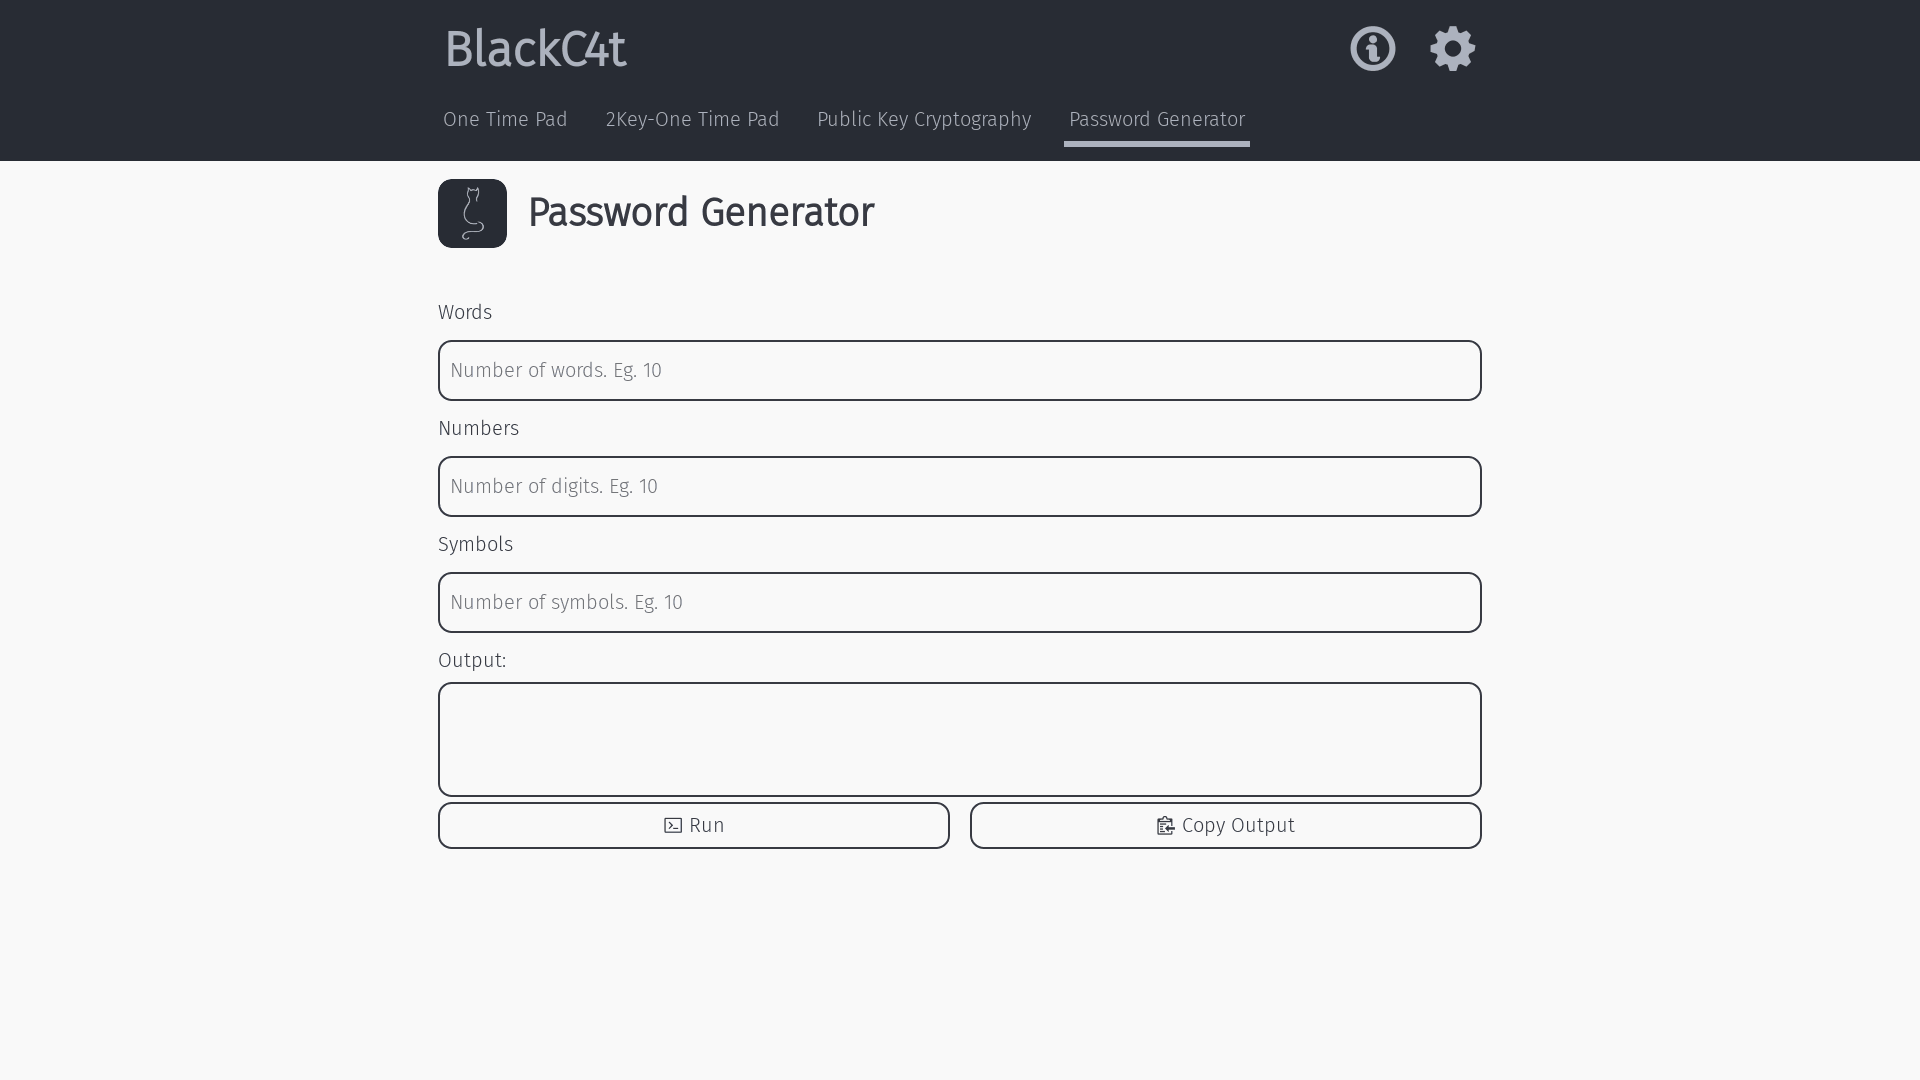 BlackC4t
One Time Pad
2Key-One Time Pad
Public Key Cryptography
Password Generator
Password Generator
Words
Number of words. Eg. 10
Numbers
Number of digits. Eg. 10
Symbols
Number of symbols. Eg. 10
Output:
Run
Copy Output